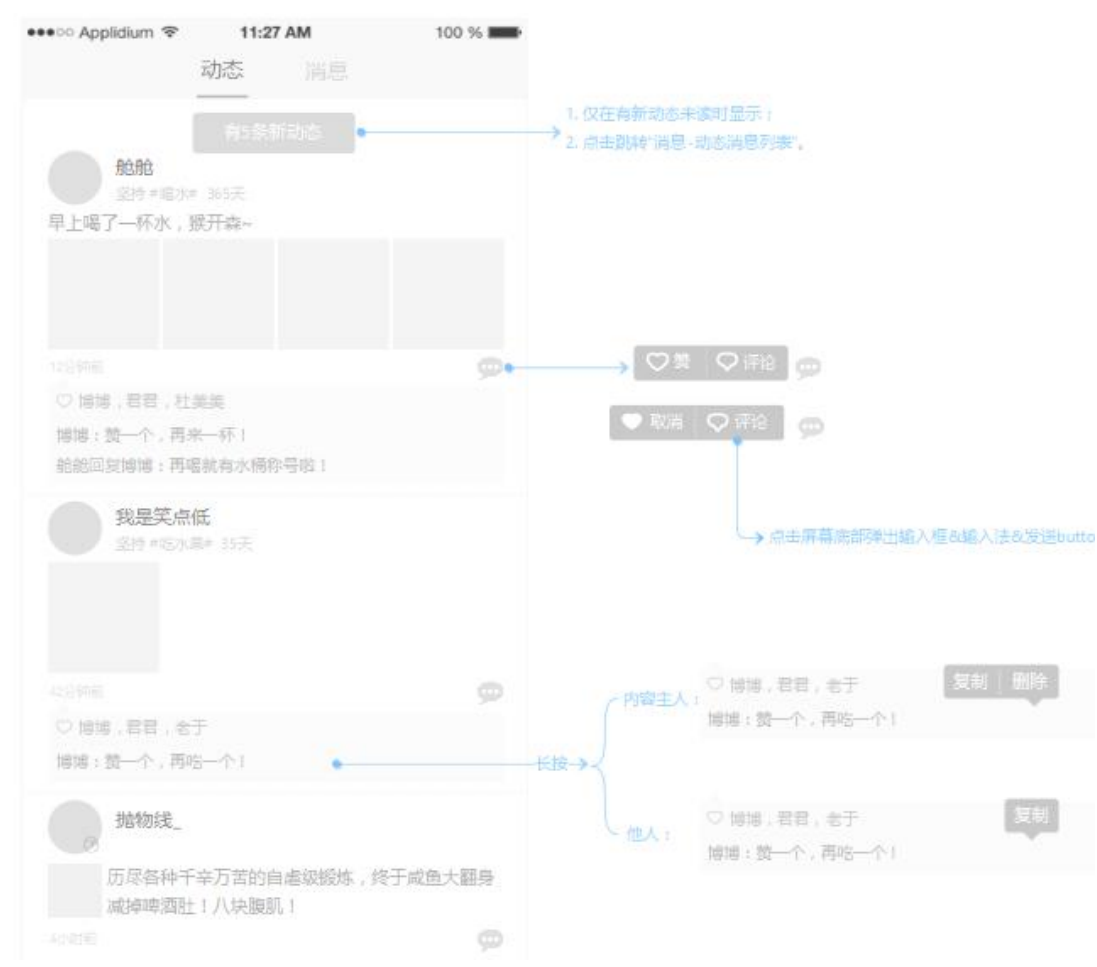 Applidium 11:27 AM 100 %
动态 消息
有5条新动态
1. 仅在有新动态未读时显示；
2. 点击跳转“消息-动态消息列表”。
舱舱
坚持 #喝水# 365天
早上喝了一杯水，猴开森~
12分钟前
赞 评论
博博，君君，杜美美
取消 评论
博博：赞一个，再来一杯！
舱舱回复博博：再喝就有水桶称号啦！
我是笑点低
坚持 #吃水果# 35天
点击屏幕底部弹出输入框&输入法&发送butto
42分钟前
博博，君君，老于
博博：赞一个，再吃一个！
长按
内容主人：
博博，君君，老于
复制 删除
博博：赞一个，再吃一个！
他人：
博博，君君，老于
复制
博博：赞一个，再吃一个！
抛物线_
历尽各种千辛万苦的自虐级锻炼，终于咸鱼大翻身
减掉啤酒肚！八块腹肌！
4小时前